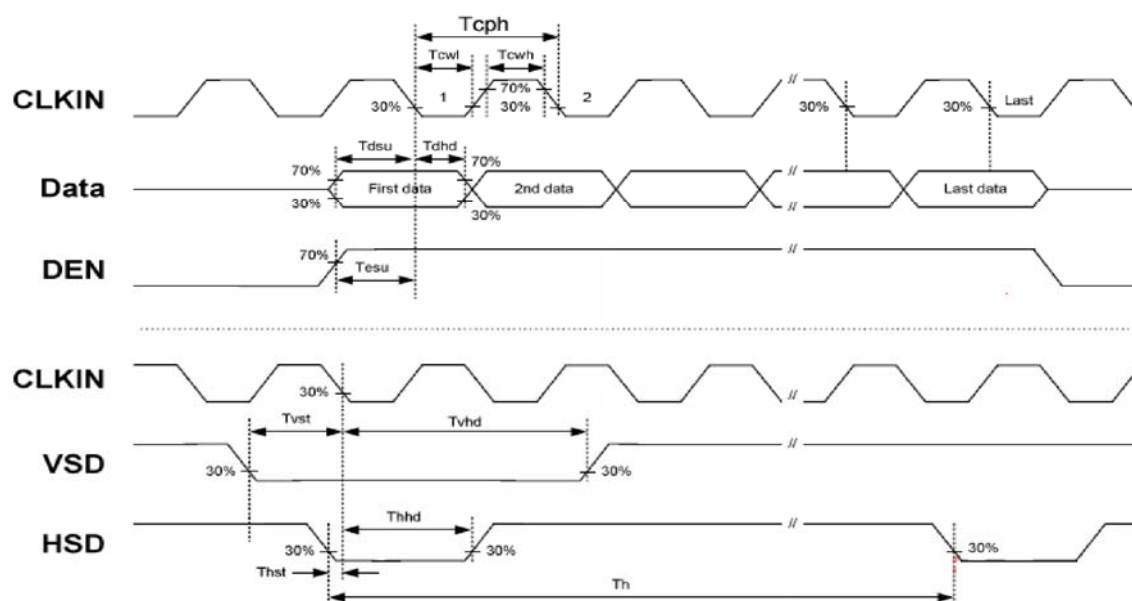 Tcph
Tcwl Tcwh
CLKIN 30% 1 70% 30% 2 // 30% 30% Last
Tdsu Tdhd
Data 70% 30% First data 70% 30% 2nd data // // Last data
DEN 70% Tesu //
CLKIN 30% //
Tvst Tvhd
VSD 30% 30% //
Thhd
HSD 30% 30% // 30%
Thst
Th